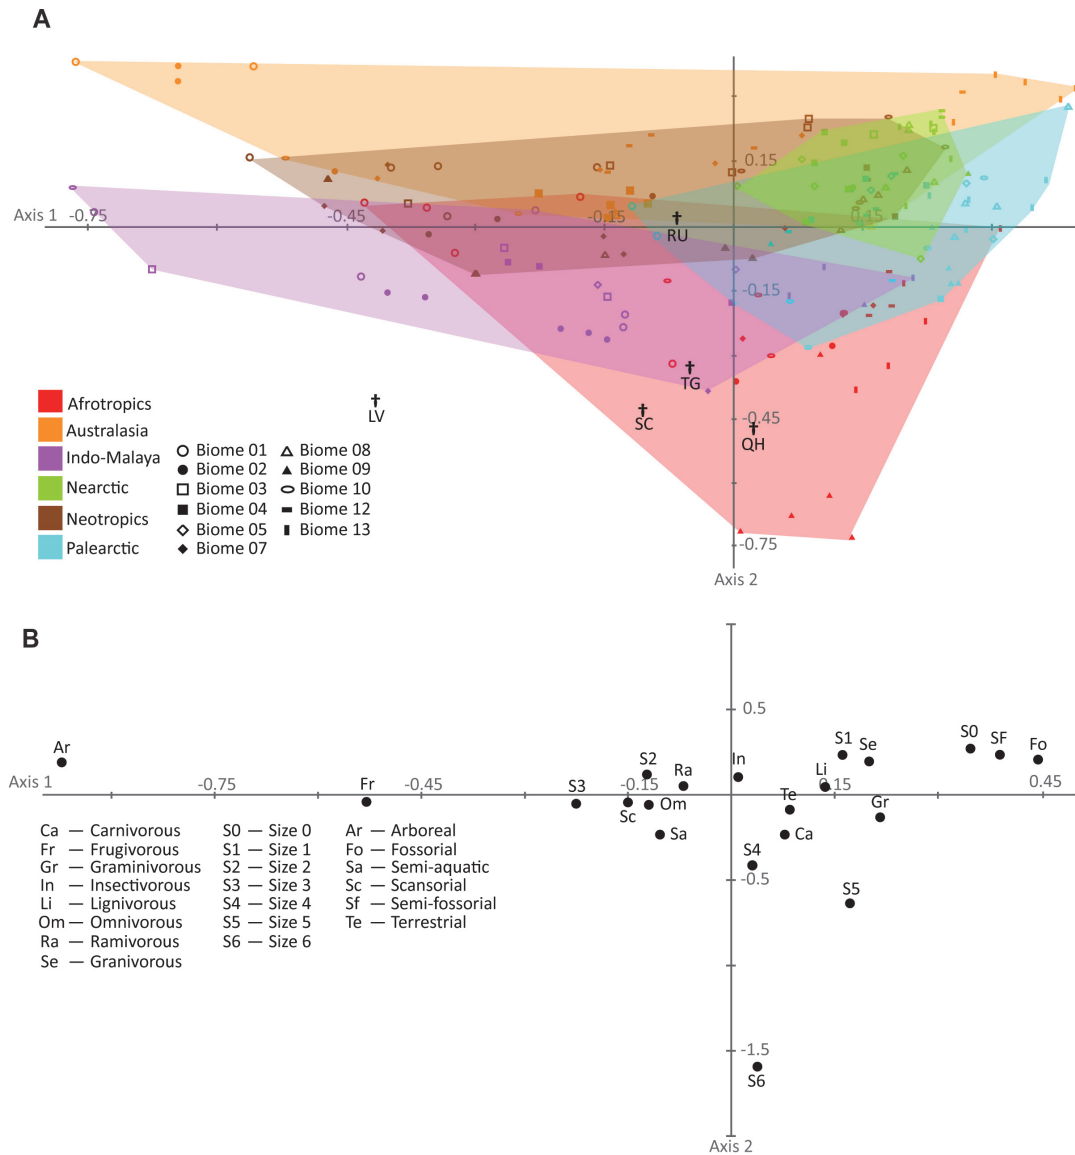 A
0.15
Axis 1 -0.75 -0.45 -0.15 0.15
RU
-0.15
TG
LV
SC
-0.45
QH
-0.75
Axis 2
Afrotropics
Australasia
Indo-Malaya
Nearctic
Neotropics
Palearctic
Biome 01 Biome 08
Biome 02 Biome 09
Biome 03 Biome 10
Biome 04 Biome 12
Biome 05 Biome 13
Biome 07
B
0.5
Ar S2 Ra In S1 Se S0 SF Fo
Axis 1 -0.75 Fr -0.45 S3 -0.15 Li 0.15 0.45
Sc Om Te Gr
Sa Ca
S4
-0.5
S5
-1.5
S6
Axis 2
Ca — Carnivorous S0 — Size 0 Ar — Arboreal
Fr — Frugivorous S1 — Size 1 Fo — Fossorial
Gr — Graminivorous S2 — Size 2 Sa — Semi-aquatic
In — Insectivorous S3 — Size 3 Sc — Scansorial
Li — Lignivorous S4 — Size 4 Sf — Semi-fossorial
Om — Omnivorous S5 — Size 5 Te — Terrestrial
Ra — Ramivorous S6 — Size 6
Se — Granivorous